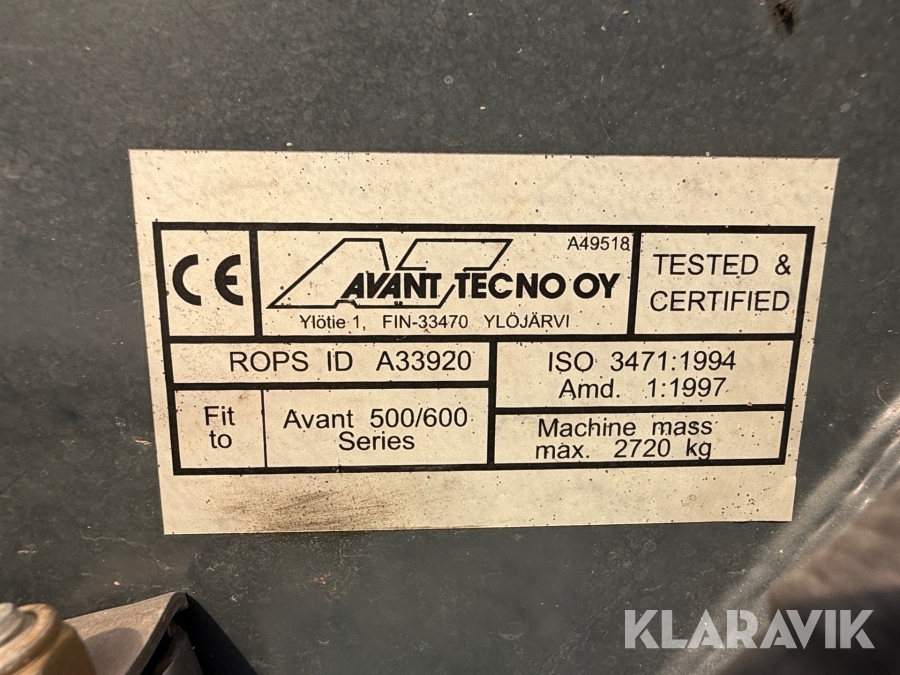 CE
A49518
AVANT TECNO OY
Ylötie 1, FIN-33470 YLÖJÄRVI
TESTED &
CERTIFIED
ROPS ID A33920
ISO 3471:1994
Amd. 1:1997
Fit
to
Avant 500/600
Series
Machine mass
max. 2720 kg
KLARAVIK